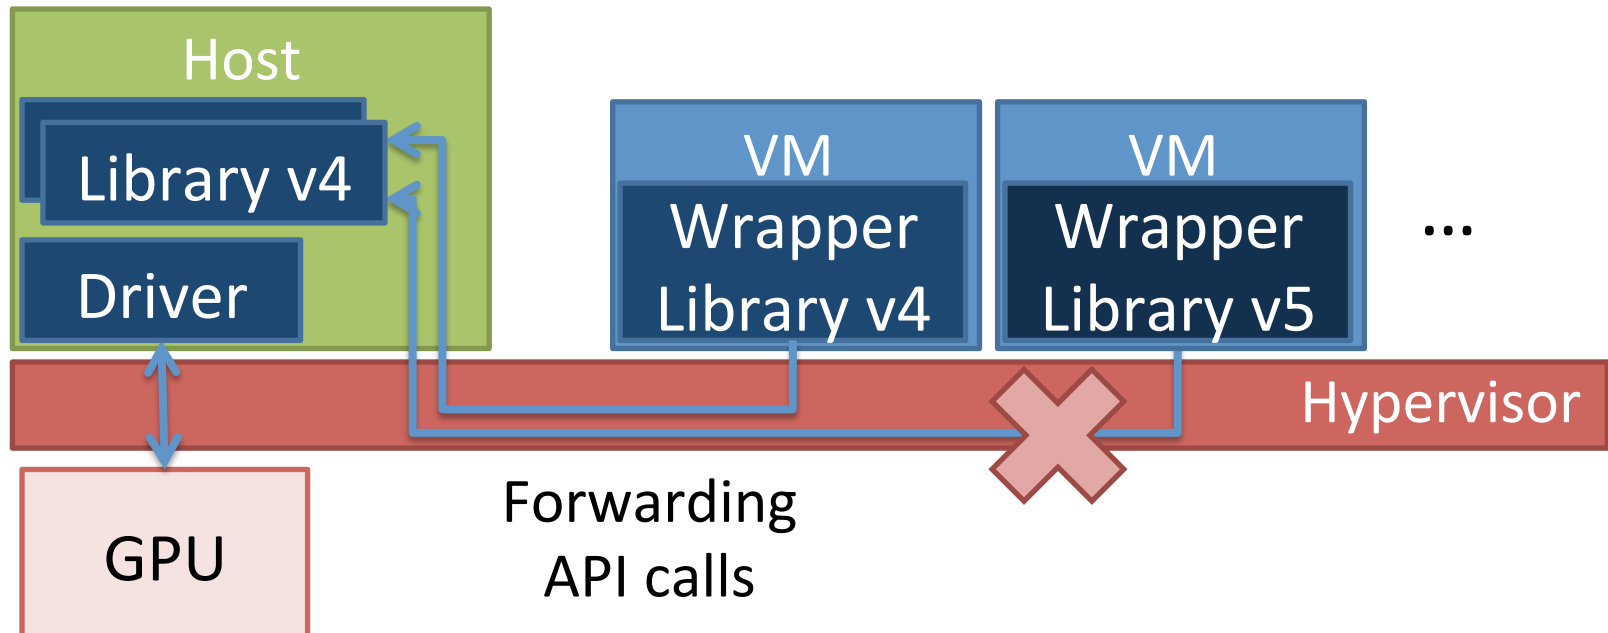 Host
Library v4
Driver
VM
Wrapper
Library v4
VM
Wrapper
Library v5
...
Hypervisor
GPU
Forwarding
API calls